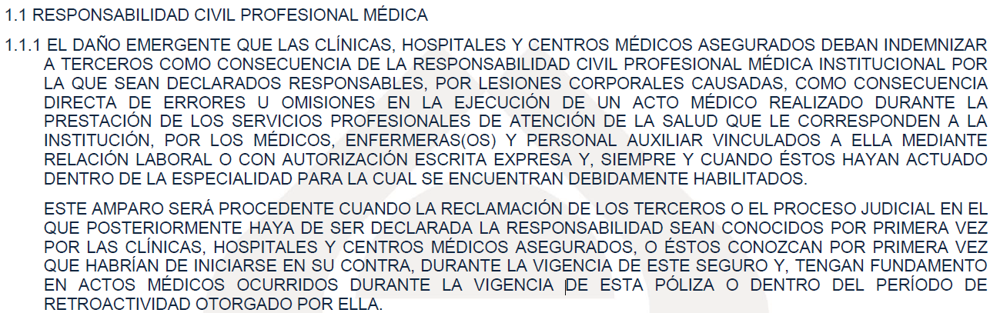 1.1 RESPONSABILIDAD CIVIL PROFESIONAL MÉDICA
1.1.1 EL DAÑO EMERGENTE QUE LAS CLÍNICAS, HOSPITALES Y CENTROS MÉDICOS ASEGURADOS DEBAN INDEMNIZAR
A TERCEROS COMO CONSECUENCIA DE LA RESPONSABILIDAD CIVIL PROFESIONAL MÉDICA INSTITUCIONAL POR
LA QUE SEAN DECLARADOS RESPONSABLES, POR LESIONES CORPORALES CAUSADAS, COMO CONSECUENCIA
DIRECTA DE ERRORES U OMISIONES EN LA EJECUCIÓN DE UN ACTO MÉDICO REALIZADO DURANTE LA
PRESTACIÓN DE LOS SERVICIOS PROFESIONALES DE ATENCIÓN DE LA SALUD QUE LE CORRESPONDEN A LA
INSTITUCIÓN, POR LOS MÉDICOS, ENFERMERAS(OS) Y PERSONAL AUXILIAR VINCULADOS A ELLA MEDIANTE
RELACIÓN LABORAL O CON AUTORIZACIÓN ESCRITA EXPRESA Y, SIEMPRE Y CUANDO ÉSTOS HAYAN ACTUADO
DENTRO DE LA ESPECIALIDAD PARA LA CUAL SE ENCUENTRAN DEBIDAMENTE HABILITADOS.
ESTE AMPARO SERÁ PROCEDENTE CUANDO LA RECLAMACIÓN DE LOS TERCEROS O EL PROCESO JUDICIAL EN EL
QUE POSTERIORMENTE HAYA DE SER DECLARADA LA RESPONSABILIDAD SEAN CONOCIDOS POR PRIMERA VEZ
POR LAS CLÍNICAS, HOSPITALES Y CENTROS MÉDICOS ASEGURADOS, O ÉSTOS CONOZCAN POR PRIMERA VEZ
QUE HABRÍAN DE INICIARSE EN SU CONTRA, DURANTE LA VIGENCIA DE ESTE SEGURO Y, TENGAN FUNDAMENTO
EN ACTOS MÉDICOS OCURRIDOS DURANTE LA VIGENCIA DE ESTA PÓLIZA O DENTRO DEL PERÍODO DE
RETROACTIVIDAD OTORGADO POR ELLA.